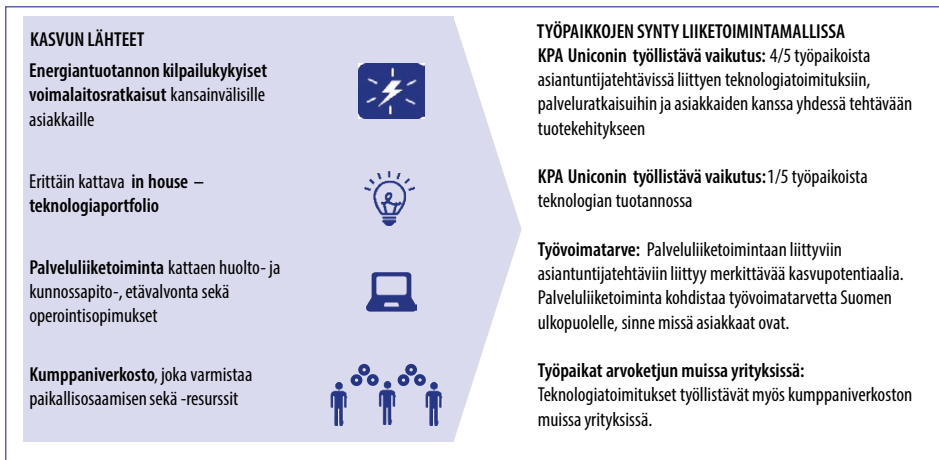 KASVUN LÄHTEET
Energiantuotannon kilpailukykyiset
voimalaitosratkaisut kansainvälisille
asiakkaille
Erittäin kattava in house –
teknologiaportfolio
Palveluliiketoiminta kattaen huolto- ja
kunnossapito-, etävalvonta sekä
operointisopimukset
Kumppaniverkosto, joka varmistaa
paikallisosaamisen sekä -resurssit
TYÖPAIKKOJEN SYNTY LIIKETOIMINTAMALLISSA
KPA Uniconin työllistävä vaikutus: 4/5 työpaikoista
asiantuntijatehtävissä liittyen teknologiatoimituksiin,
palveluratkaisuihin ja asiakkaiden kanssa yhdessä tehtävään
tuotekehitykseen
KPA Uniconin työllistävä vaikutus: 1/5 työpaikoista
teknologian tuotannossa
Työvoimatarve: Palveluliiketoimintaan liittyviin
asiantuntijatehtäviin liittyy merkittävää kasvupotentiaalia.
Palveluliiketoiminta kohdistaa työvoimatarvetta Suomen
ulkopuolelle, sinne missä asiakkaat ovat.
Työpaikat arvoketjun muissa yrityksissä:
Teknologiatoimitukset työllistävät myös kumppaniverkoston
muissa yrityksissä.